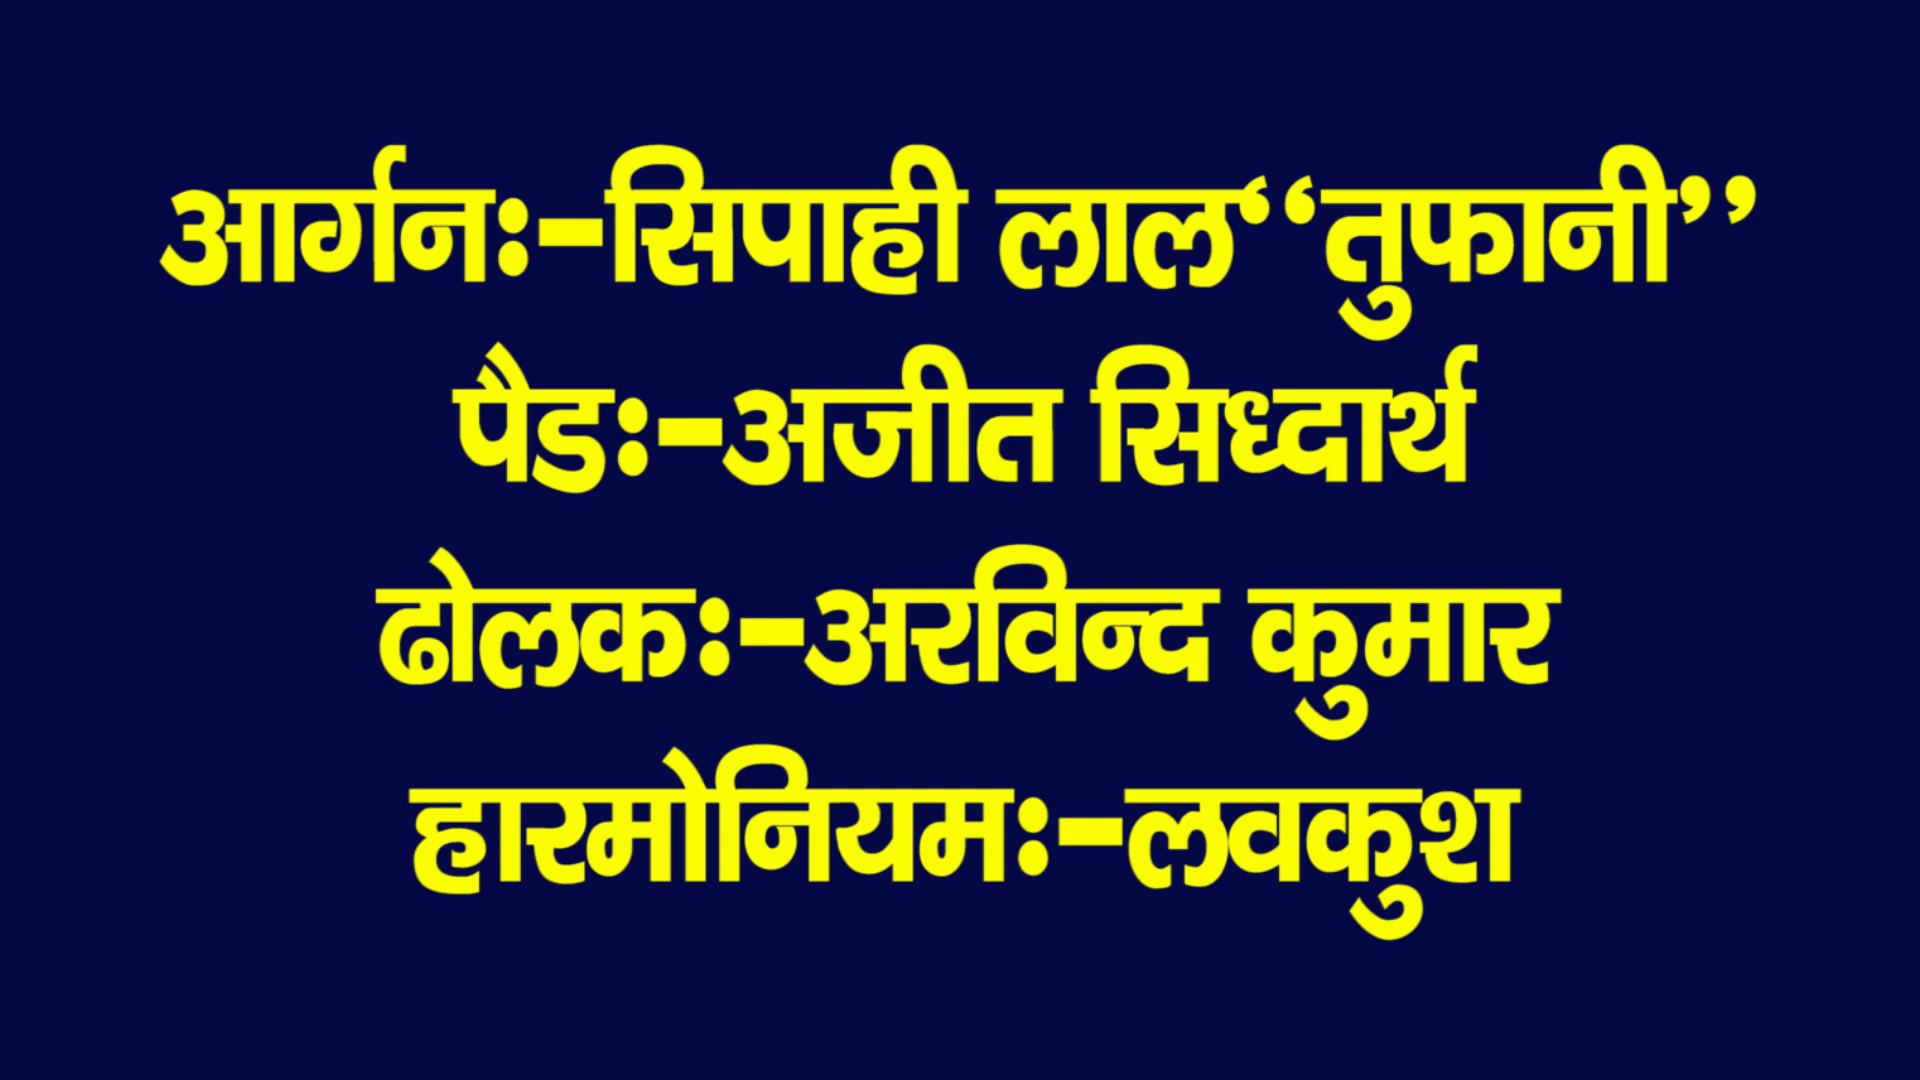 आर्गनः-सिपाही लाल“तुफानी”
पैडः-अजीत सिध्दार्थ
ढोलकः-अरविन्द कुमार
हारमोनियमः-लवकुश